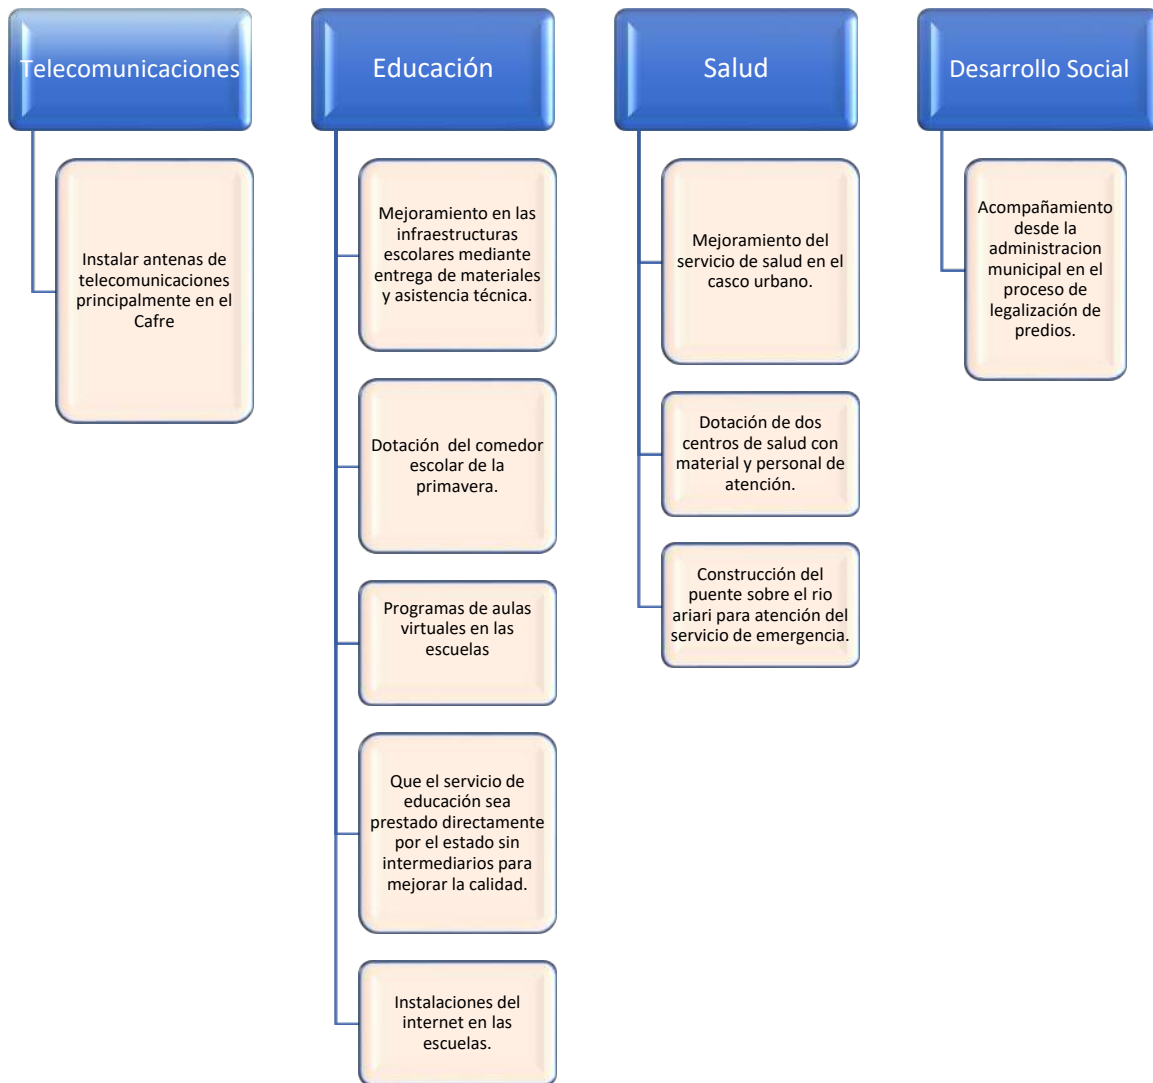 Telecomunicaciones
Instalar antenas de
telecomunicaciones
principalmente en el
Cafre
Educación
Mejoramiento en las
infraestructuras
escolares mediante
entrega de materiales
y asistencia técnica.
Dotación del comedor
escolar de la
primavera.
Programas de aulas
virtuales en las
escuelas
Que el servicio de
educación sea
prestado directamente
por el estado sin
intermediarios para
mejorar la calidad.
Instalaciones del
internet en las
escuelas.
Salud
Mejoramiento del
servicio de salud en el
casco urbano.
Dotación de dos
centros de salud con
material y personal de
atención.
Construcción del
puente sobre el rio
ariari para atención del
servicio de emergencia.
Desarrollo Social
Acompañamiento
desde la
administracion
municipal en el
proceso de
legalización de
predios.